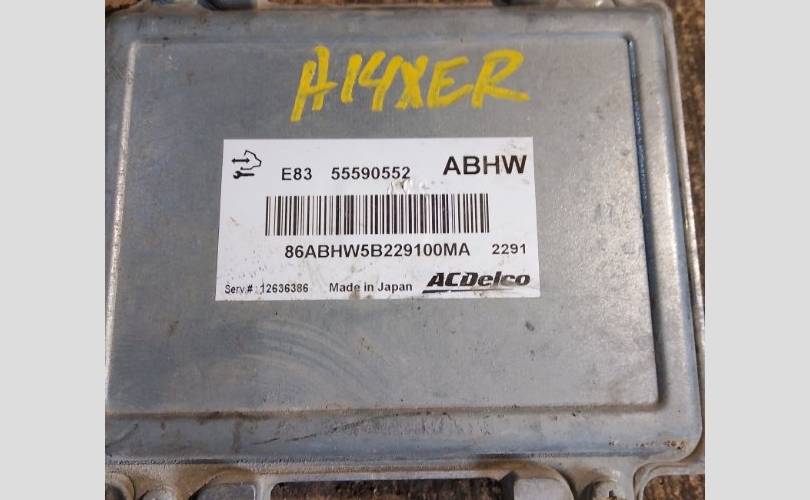 A14XER
E83 55590552 ABHW
86ABHW5B229100MA 2291
Serv.#: 12636386 Made in Japan ACDelco